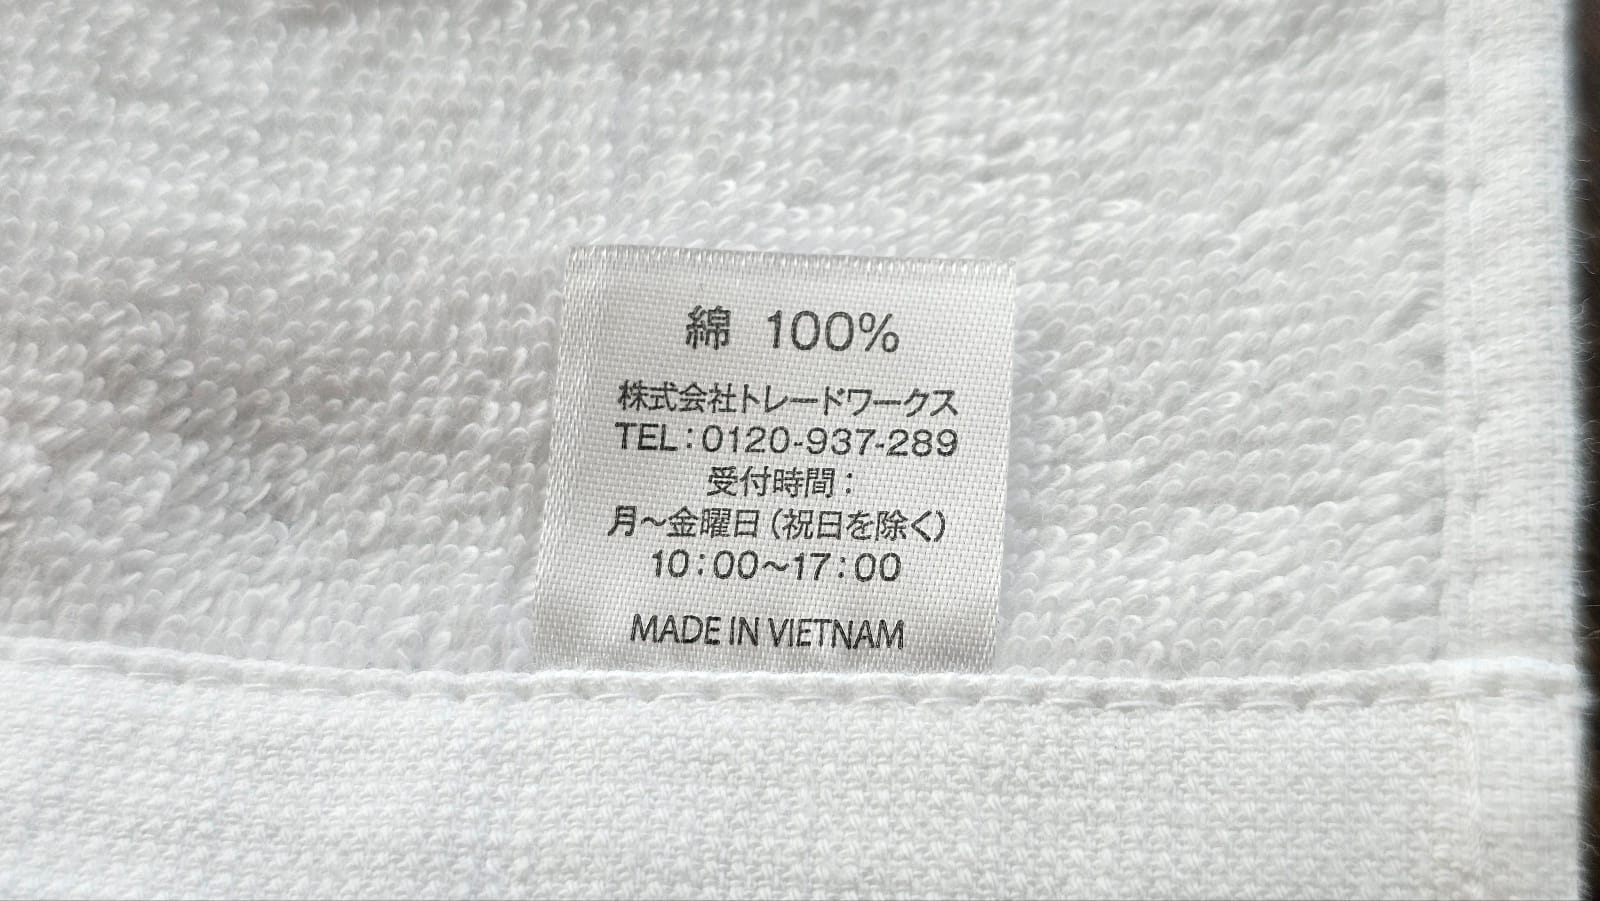 綿 100%
株式会社トレードワークス
TEL:0120-937-289
受付時間:
月～金曜日(祝日を除く)
10:00～17:00
MADE IN VIETNAM